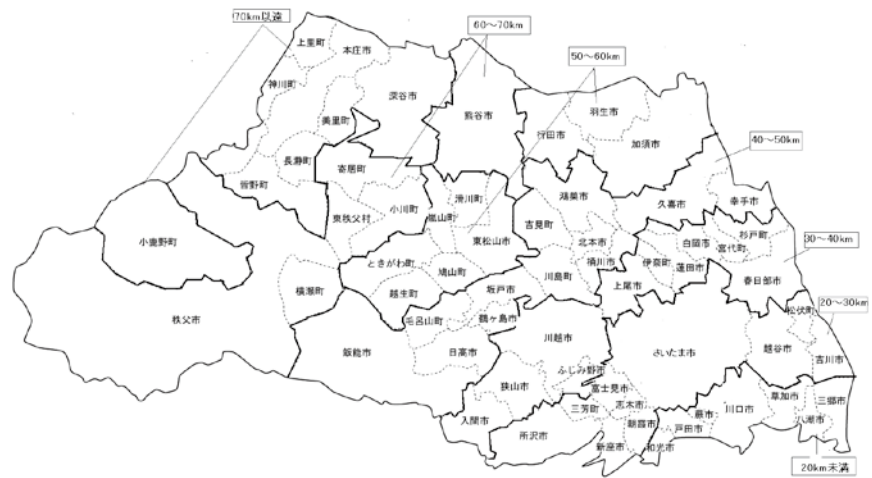 70km以遠
60～70km
50～60km
40～50km
30～40km
20～30km
20km未満
上里町
本庄市
神川町
深谷市
美里町
熊谷市
羽生市
行田市
加須市
長瀞町
寄居町
皆野町
東秩父村
小川町
滑川町
嵐山町
東松山市
吉見町
鴻巣市
久喜市
幸手市
小鹿野町
ときがわ町
鳩山町
越生町
北本市
桶川市
川島町
上尾市
伊奈町
白岡市
蓮田市
宮代町
杉戸町
春日部市
横瀬町
秩父市
毛呂山町
坂戸市
鶴ヶ島市
飯能市
日高市
川越市
さいたま市
松伏町
越谷市
吉川市
狭山市
ふじみ野市
富士見市
入間市
三芳町
志木市
所沢市
朝霞市
新座市
和光市
戸田市
蕨市
川口市
草加市
八潮市
三郷市